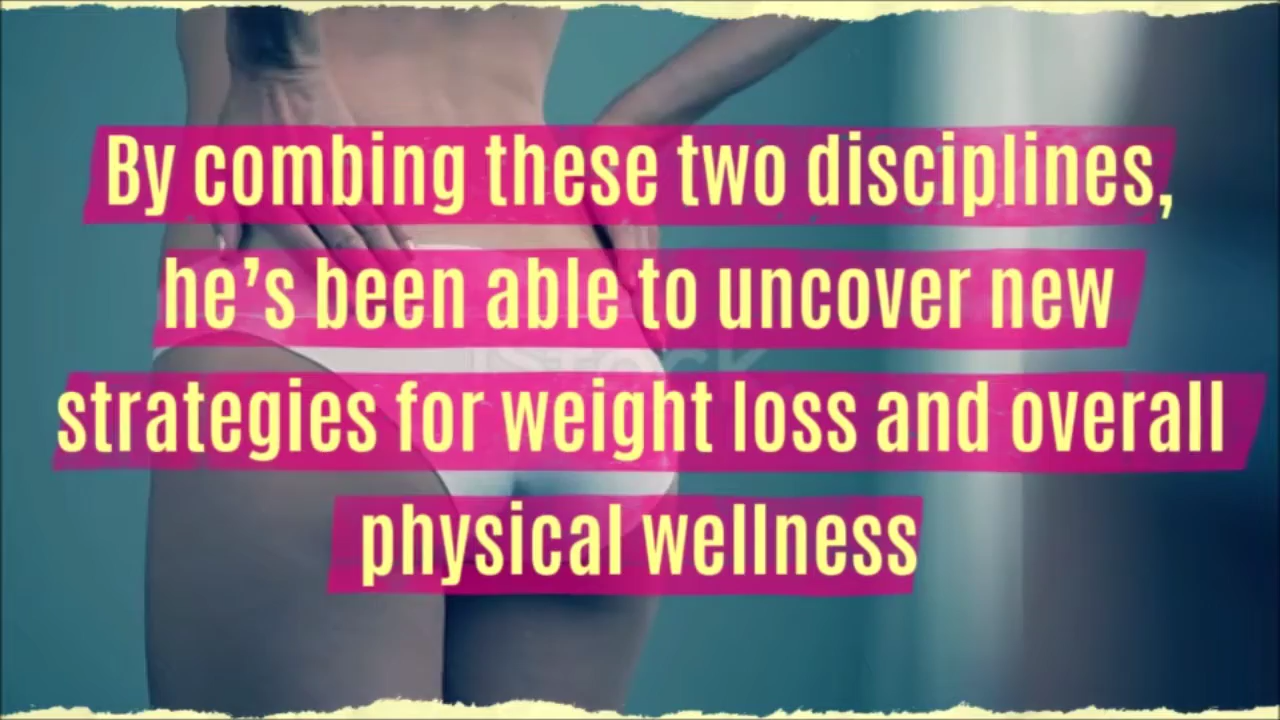 By combing these two disciplines,
he's been able to uncover new
strategies for weight loss and overall
physical wellness
iStock